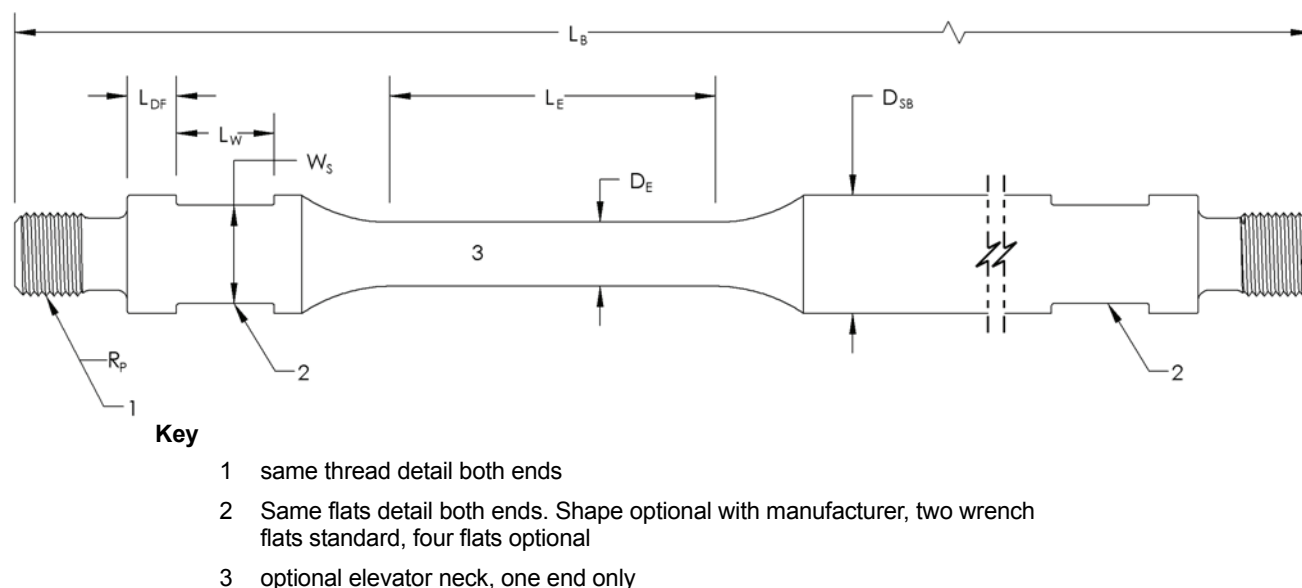 L_B
L_DF
L_E
D_SB
L_W
W_S
D_E
3
R_P
2
2
1
Key
1 same thread detail both ends
2 Same flats detail both ends. Shape optional with manufacturer, two wrench
flats standard, four flats optional
3 optional elevator neck, one end only